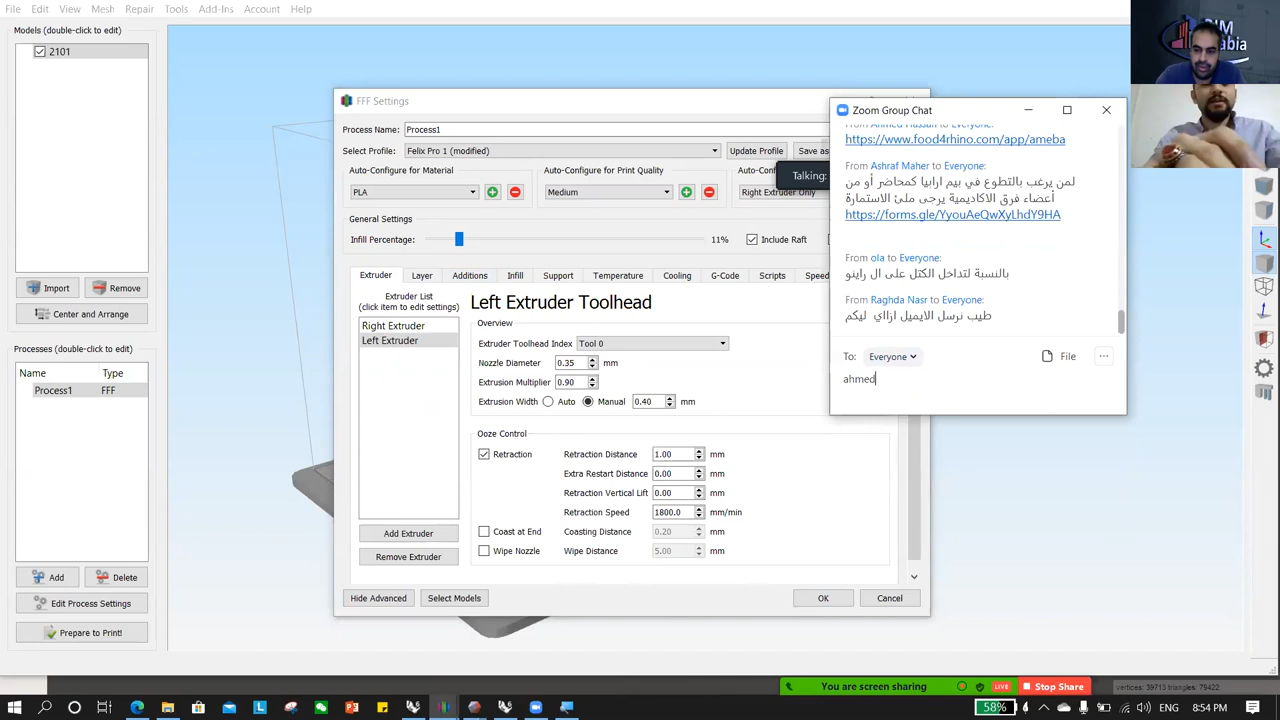 File Edit View Mesh Repair Tools Add-Ins Account Help
Models (double-click to edit)
2101
Import Remove
Center and Arrange
Processes (double-click to edit)
Name Type
Process1 FFF
Add Delete
Edit Process Settings
Prepare to Print!
FFF Settings
Process Name: Process1
Select Profile: Felix Pro 1 (modified) Update Profile Save as
Auto-Configure for Material
PLA
Auto-Configure for Print Quality
Medium
Right Extruder Only
Talking:
General Settings
Infill Percentage: 11% Include Raft
Extruder Layer Additions Infill Support Temperature Cooling G-Code Scripts Speed
Extruder List
(click item to edit settings)
Right Extruder
Left Extruder
Add Extruder
Remove Extruder
Left Extruder Toolhead
Overview
Extruder Toolhead Index Tool 0
Nozzle Diameter 0.35 mm
Extrusion Multiplier 0.90
Extrusion Width Auto Manual 0.40 mm
Ooze Control
Retraction Retraction Distance 1.00 mm
Extra Restart Distance 0.00 mm
Retraction Vertical Lift 0.00 mm
Retraction Speed 1800.0 mm/min
Coast at End Coasting Distance 0.20 mm
Wipe Nozzle Wipe Distance 5.00 mm
Hide Advanced Select Models OK Cancel
Zoom Group Chat
https://www.food4rhino.com/app/ameba
From Ashraf Maher to Everyone:
لمن يرغب بالتطوع في بيم ارابيا كمحاضر أو من
أعضاء فرق الاكاديمية يرجى ملئ الاستمارة
https://forms.gle/YyouAeQwXyLhdY9HA
From ola to Everyone:
بالنسبة لتداخل الكتل على ال راينو
From Raghda Nasr to Everyone:
طيب نرسل الايميل ازااي ليكم
To: Everyone File ...
ahmed
You are screen sharing LIVE Stop Share
vertices: 39713 triangles: 79422
58% ENG 8:54 PM